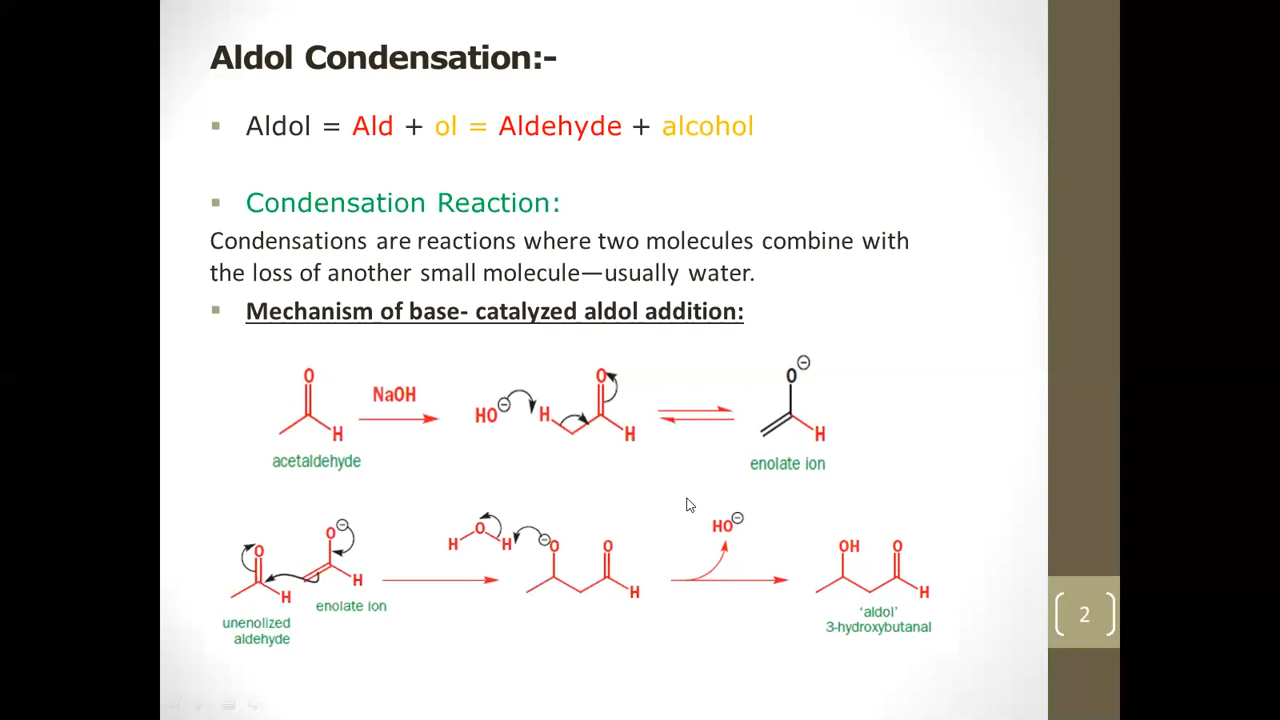 Aldol Condensation:-
▪ Aldol = Ald + ol = Aldehyde + alcohol
▪ Condensation Reaction:
Condensations are reactions where two molecules combine with
the loss of another small molecule—usually water.
▪ Mechanism of base- catalyzed aldol addition:
O
H
NaOH
acetaldehyde
HO⊖
H
O
H
O⊖
H
enolate ion
O
H
unenolized
aldehyde
O⊖
H
enolate ion
H
O
H
⊖O
O
H
HO⊖
OH
O
H
'aldol'
3-hydroxybutanal
2